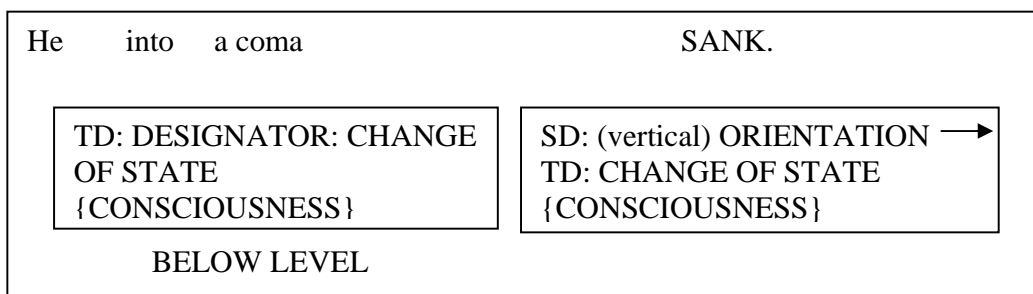 He into a coma SANK.
TD: DESIGNATOR: CHANGE
OF STATE
{CONSCIOUSNESS}
SD: (vertical) ORIENTATION
TD: CHANGE OF STATE
{CONSCIOUSNESS}
BELOW LEVEL